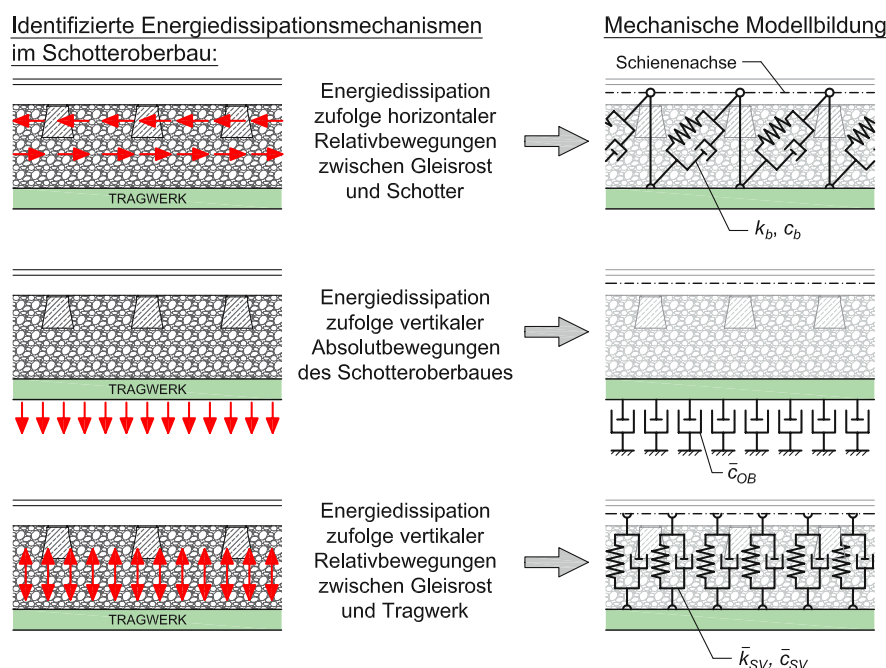 Identifizierte Energiedissipationsmechanismen
im Schotteroberbau:
Mechanische Modellbildung
TRAGWERK
Energiedissipation
zufolge horizontaler
Relativbewegungen
zwischen Gleisrost
und Schotter
Schienenachse
k_b, c_b
TRAGWERK
Energiedissipation
zufolge vertikaler
Absolutbewegungen
des Schotteroberbaues
c̄_OB
TRAGWERK
Energiedissipation
zufolge vertikaler
Relativbewegungen
zwischen Gleisrost
und Tragwerk
k̄_SV, c̄_SV